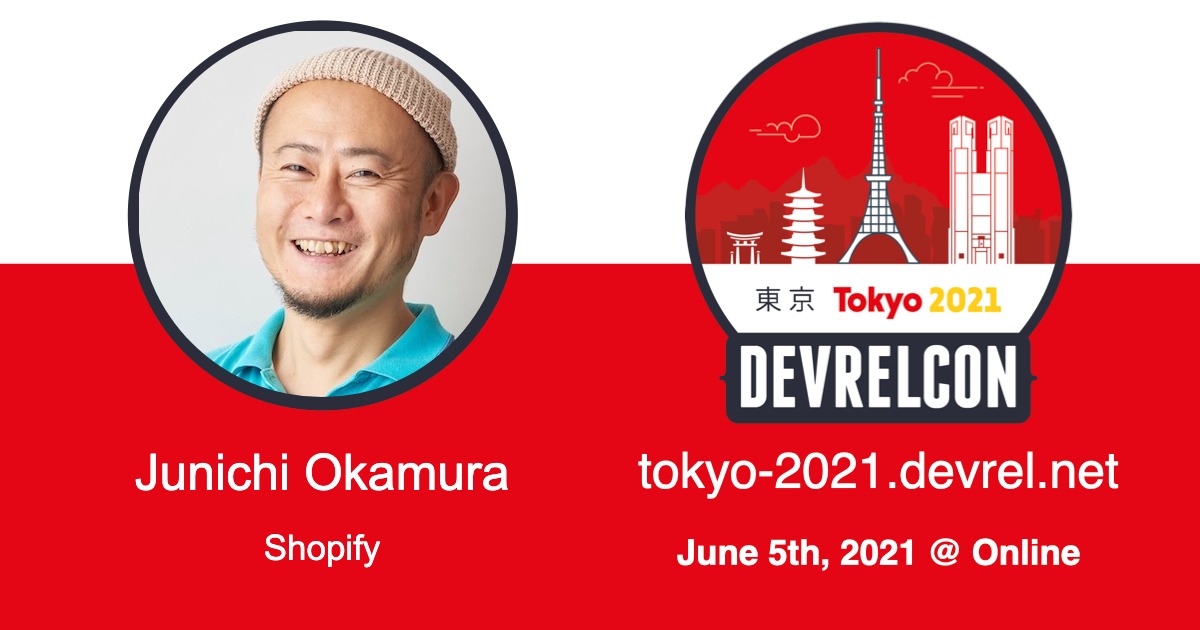 東京 Tokyo 2021
DEVRELCON
Junichi Okamura
Shopify
tokyo-2021.devrel.net
June 5th, 2021 @ Online